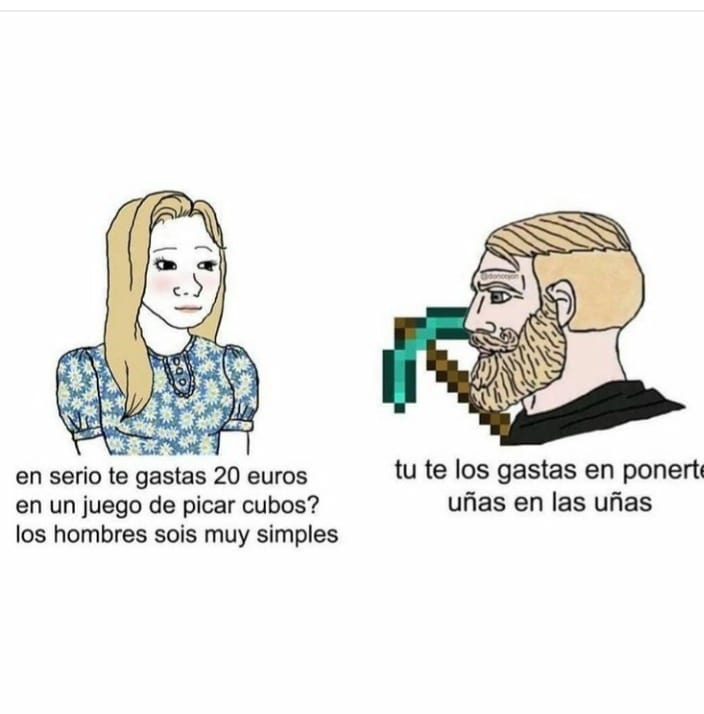 en serio te gastas 20 euros
en un juego de picar cubos?
los hombres sois muy simples
tu te los gastas en ponerte
uñas en las uñas